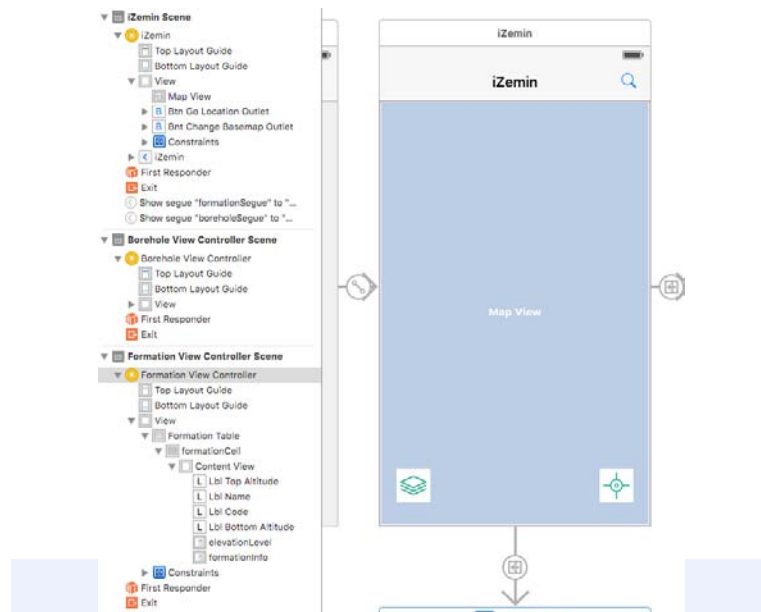 iZemin Scene
iZemin
Top Layout Guide
Bottom Layout Guide
View
Map View
B Btn Go Location Outlet
B Bnt Change Basemap Outlet
Constraints
iZemin
First Responder
Exit
Show segue "formationSegue" to "...
Show segue "boreholeSegue" to "...
Borehole View Controller Scene
Borehole View Controller
Top Layout Guide
Bottom Layout Guide
View
First Responder
Exit
Formation View Controller Scene
Formation View Controller
Top Layout Guide
Bottom Layout Guide
View
Formation Table
formationCell
Content View
L Lbl Top Altitude
L Lbl Name
L Lbl Code
L Lbl Bottom Altitude
elevationLevel
formationInfo
Constraints
First Responder
Exit
iZemin
iZemin
Map View